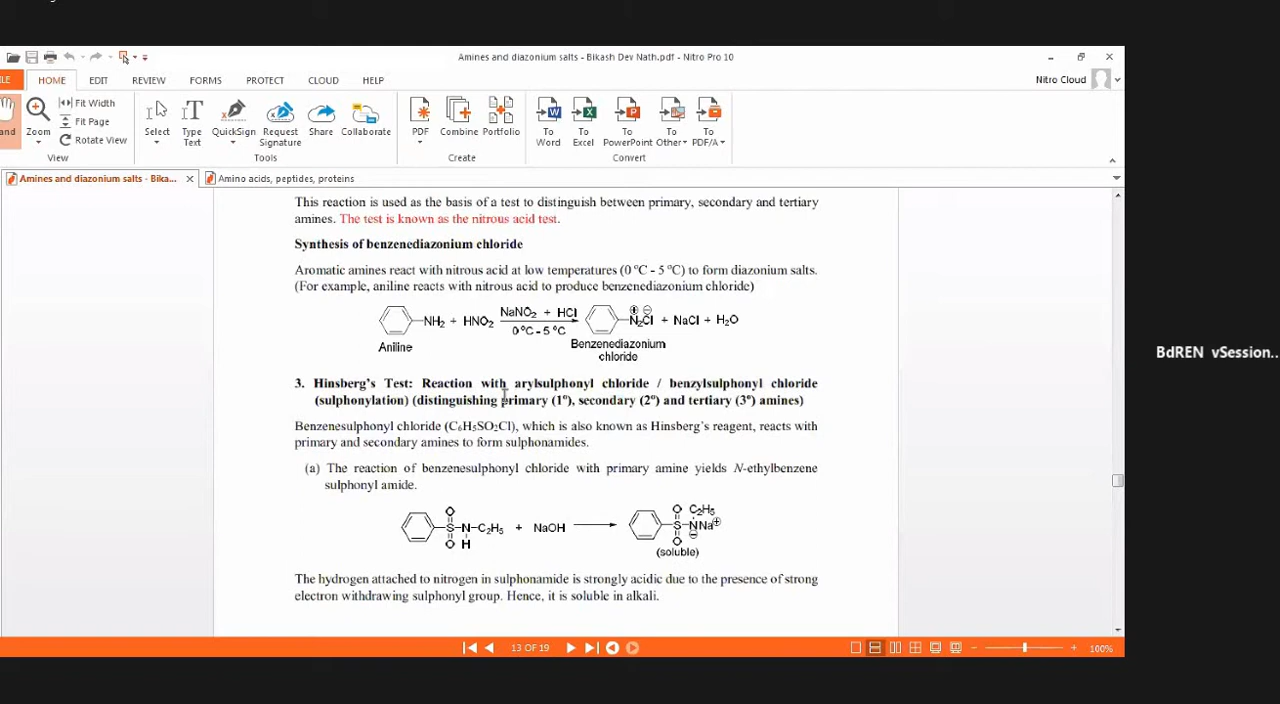 Amines and diazonium salts - Bikash Dev Nath.pdf - Nitro Pro 10
LE HOME EDIT REVIEW FORMS PROTECT CLOUD HELP
Nitro Cloud
and
Zoom
Fit Width
Fit Page
Rotate View
View
Select
Type Text
QuickSign
Request Signature
Share
Collaborate
Tools
PDF
Combine
Portfolio
Create
To Word
To Excel
To PowerPoint
To Other
To PDF/A
Convert
Amines and diazonium salts - Bika...
Amino acids, peptides, proteins
This reaction is used as the basis of a test to distinguish between primary, secondary and tertiary
amines. The test is known as the nitrous acid test.
Synthesis of benzenediazonium chloride
Aromatic amines react with nitrous acid at low temperatures (0 °C - 5 °C) to form diazonium salts.
(For example, aniline reacts with nitrous acid to produce benzenediazonium chloride)
NH₂ + HNO₂ NaNO₂ + HCl 0 °C - 5 °C N₂Cl ⊕ ⊖ + NaCl + H₂O
Aniline
Benzenediazonium
chloride
3. Hinsberg's Test: Reaction with arylsulphonyl chloride / benzylsulphonyl chloride
(sulphonylation) (distinguishing primary (1º), secondary (2º) and tertiary (3º) amines)
Benzenesulphonyl chloride (C₆H₅SO₂Cl), which is also known as Hinsberg's reagent, reacts with
primary and secondary amines to form sulphonamides.
(a) The reaction of benzenesulphonyl chloride with primary amine yields N-ethylbenzene
sulphonyl amide.
O O C₂H₅
S-N-C₂H₅ + NaOH S-NNa⊕
O H O ⊖
(soluble)
The hydrogen attached to nitrogen in sulphonamide is strongly acidic due to the presence of strong
electron withdrawing sulphonyl group. Hence, it is soluble in alkali.
13 OF 19
100%
BdREN vSession...